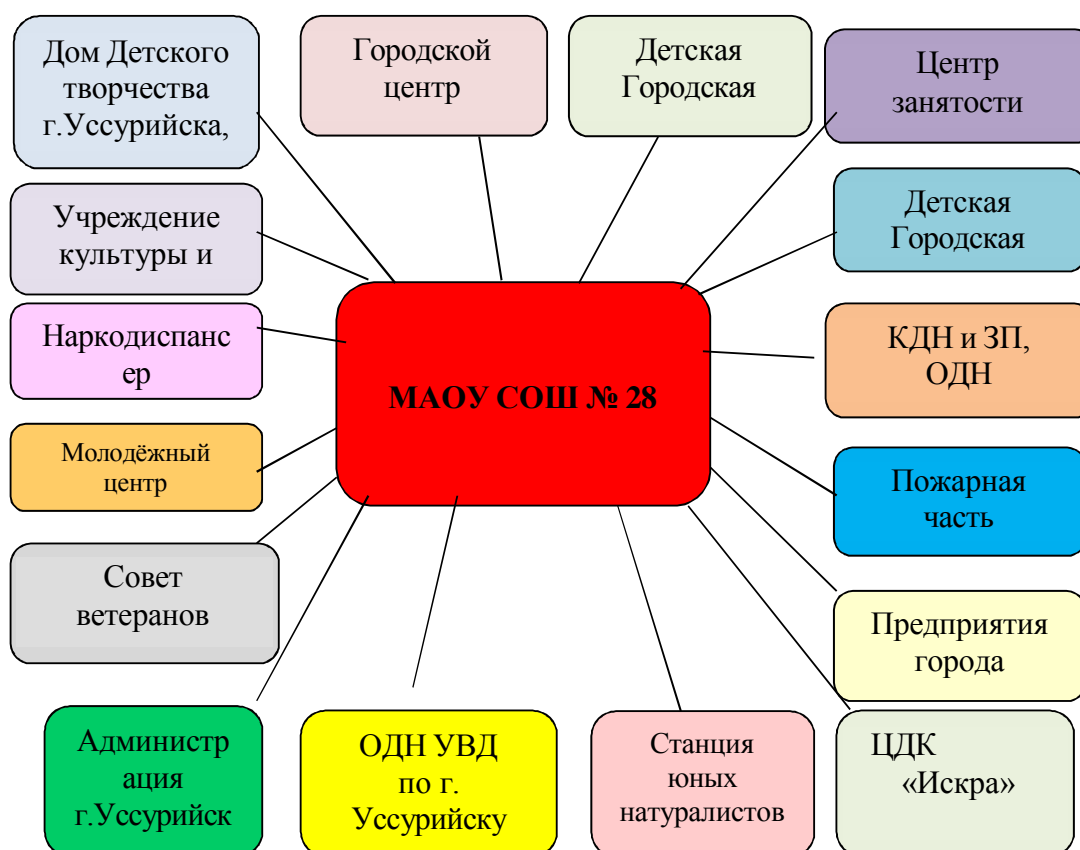 Дом Детского
творчества
г.Уссурийска,
Городской
центр
Детская
Городская
Центр
занятости
Учреждение
культуры и
Детская
Городская
Наркодиспанс
ер
МАОУ СОШ № 28
КДН и ЗП,
ОДН
Молодёжный
центр
Пожарная
часть
Совет
ветеранов
Предприятия
города
Администр
ация
г.Уссурийск
ОДН УВД
по г.
Уссурийску
Станция
юных
натуралистов
ЦДК
«Искра»